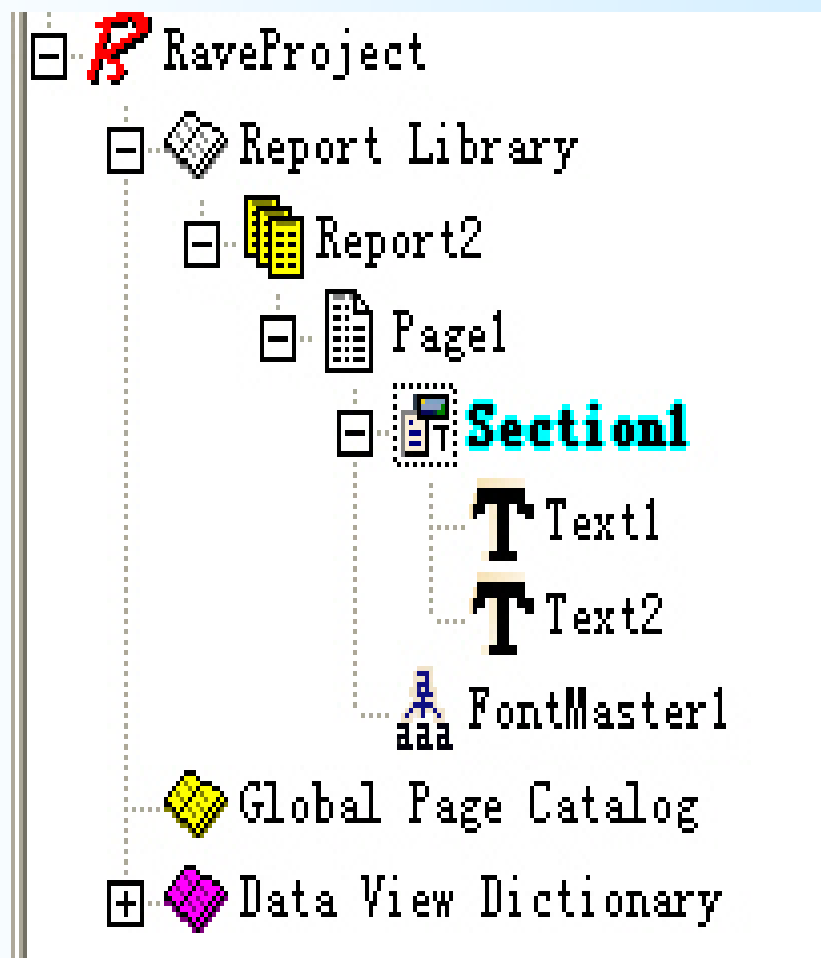 RaveProject
Report Library
Report2
Page1
Section1
Text1
Text2
FontMaster1
Global Page Catalog
Data View Dictionary